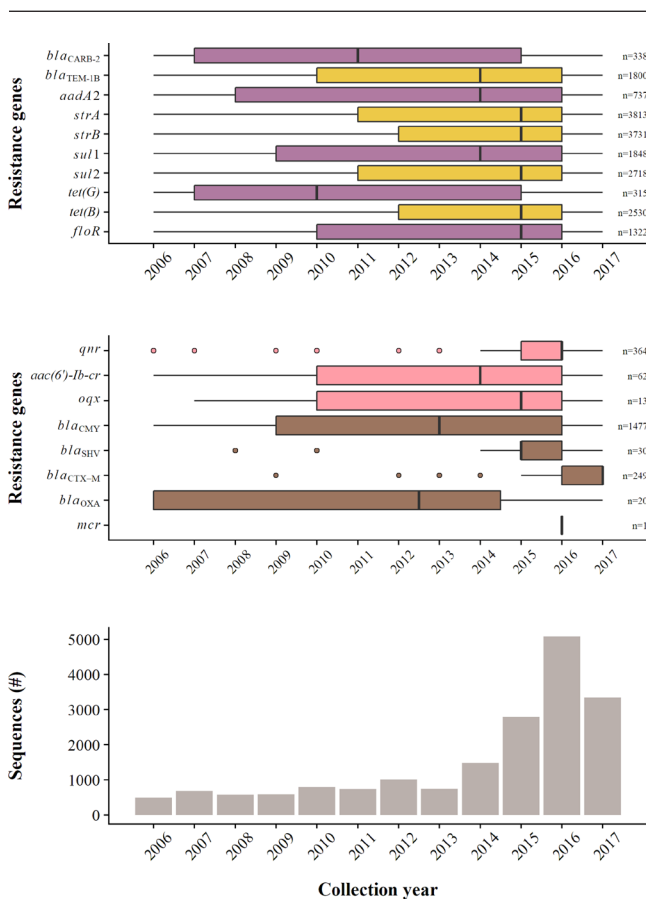 Resistance genes
blaCARB-2 n=338
blaTEM-1B n=1800
aadA2 n=737
strA n=3813
strB n=3731
sul1 n=1848
sul2 n=2718
tet(G) n=315
tet(B) n=2530
floR n=1322
2006 2007 2008 2009 2010 2011 2012 2013 2014 2015 2016 2017
Resistance genes
qnr n=364
aac(6')-Ib-cr n=62
oqx n=13
blaCMY n=1477
blaSHV n=30
blaCTX-M n=249
blaOXA n=20
mcr n=1
2006 2007 2008 2009 2010 2011 2012 2013 2014 2015 2016 2017
Sequences (#)
5000
4000
3000
2000
1000
0
2006 2007 2008 2009 2010 2011 2012 2013 2014 2015 2016 2017
Collection year